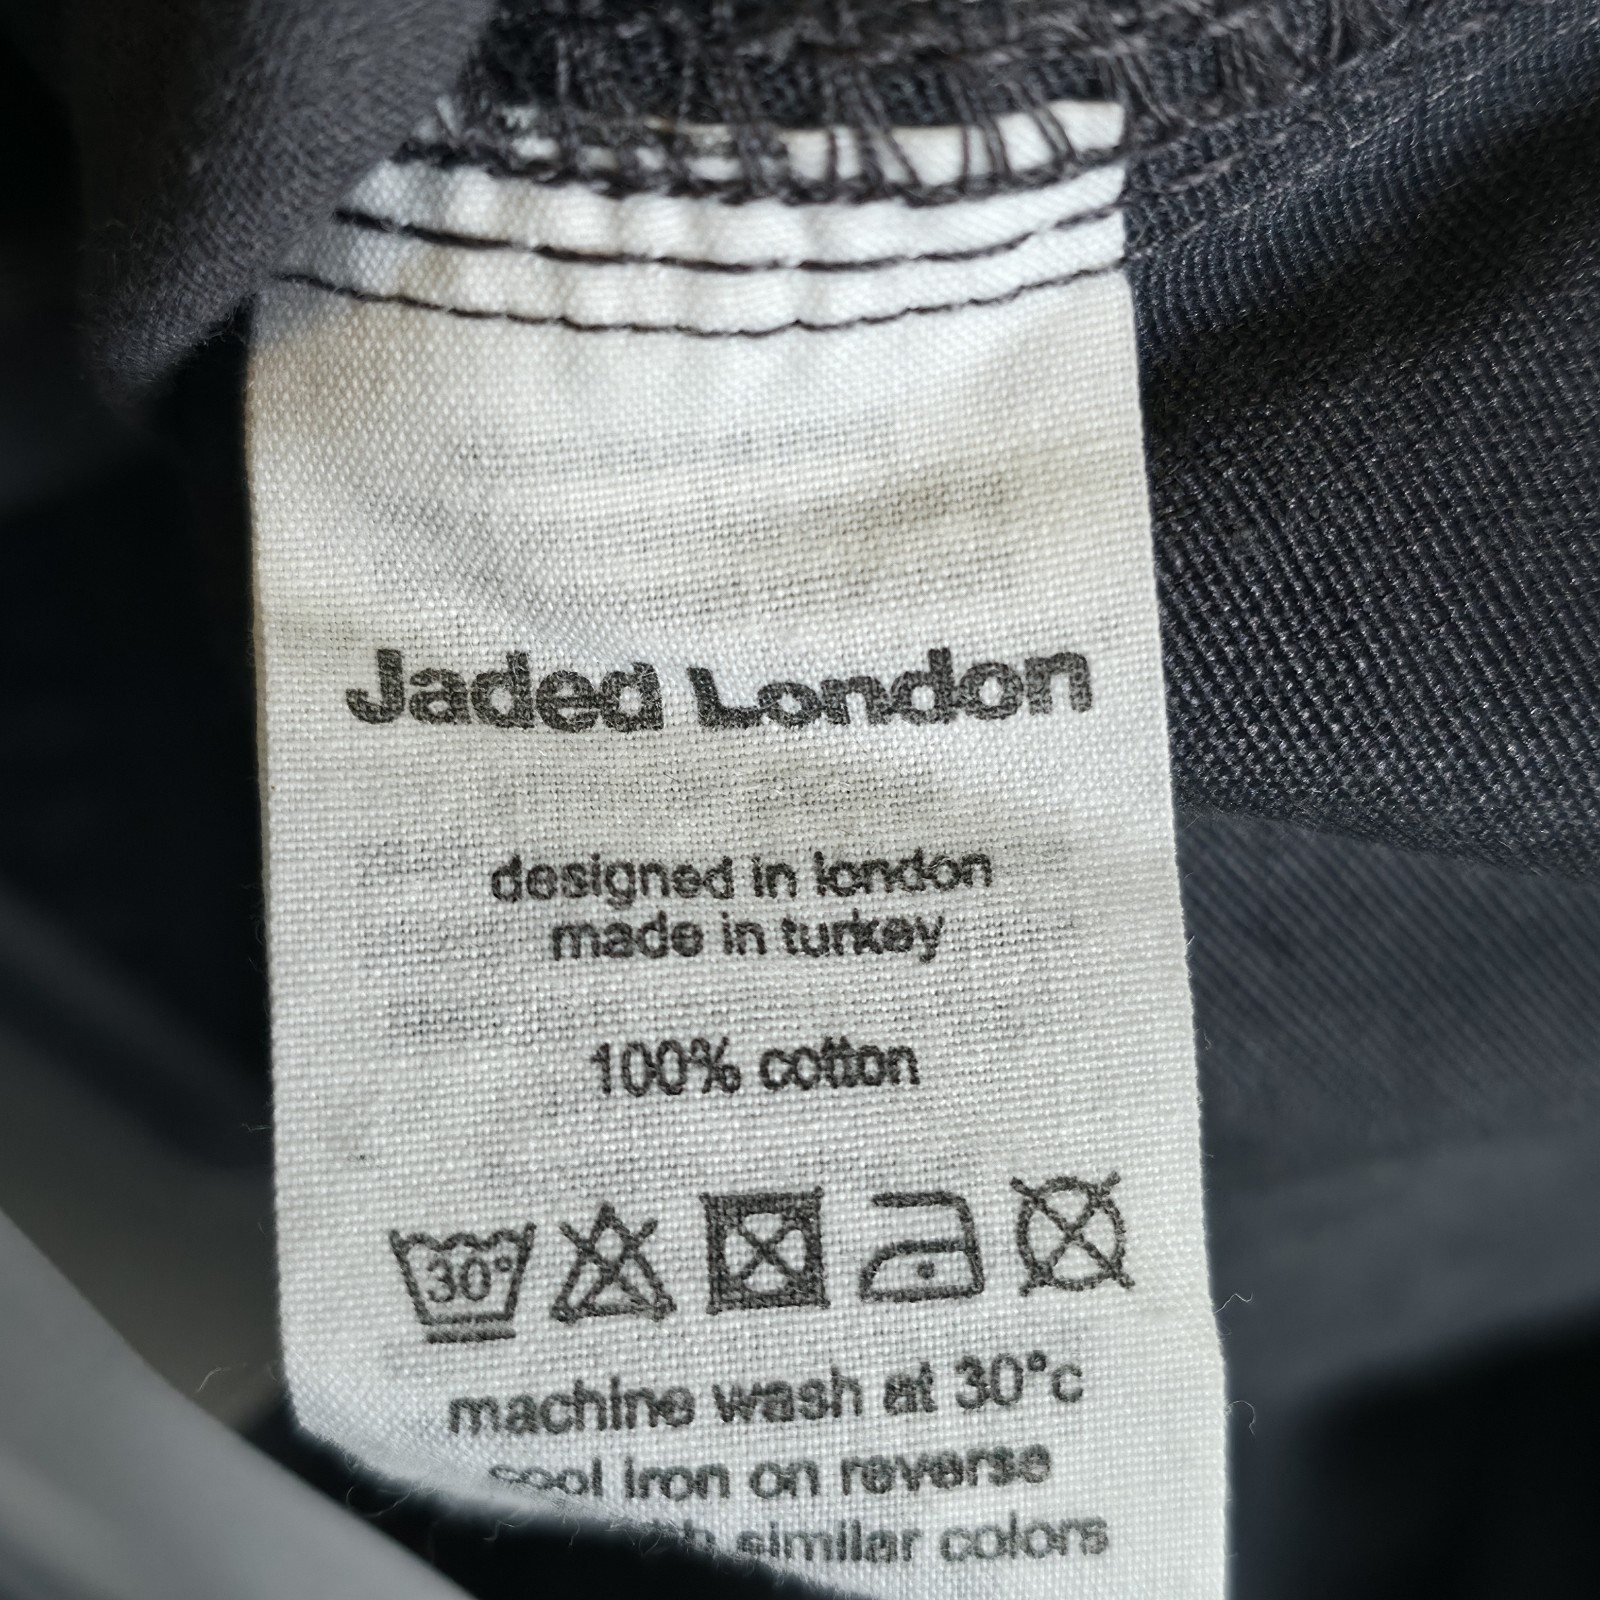 Jaded London
designed in london
made in turkey
100% cotton
30°
machine wash at 30°c
cool iron on reverse
similar colors